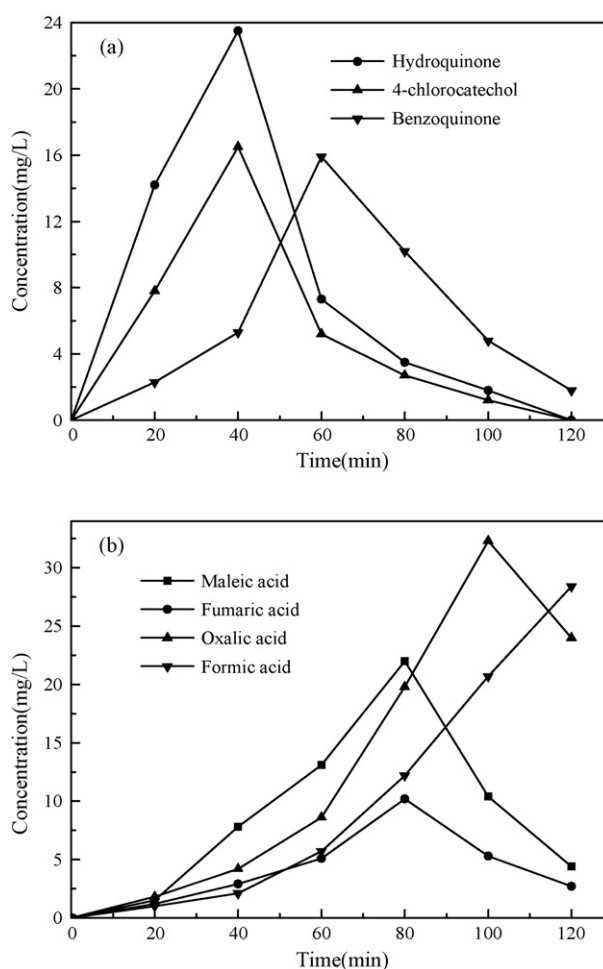 (a)
Hydroquinone
4-chlorocatechol
Benzoquinone
24
20
16
12
8
4
0
Concentration(mg/L)
0 20 40 60 80 100 120
Time(min)
(b)
Maleic acid
Fumaric acid
Oxalic acid
Formic acid
30
25
20
15
10
5
0
Concentration(mg/L)
0 20 40 60 80 100 120
Time(min)